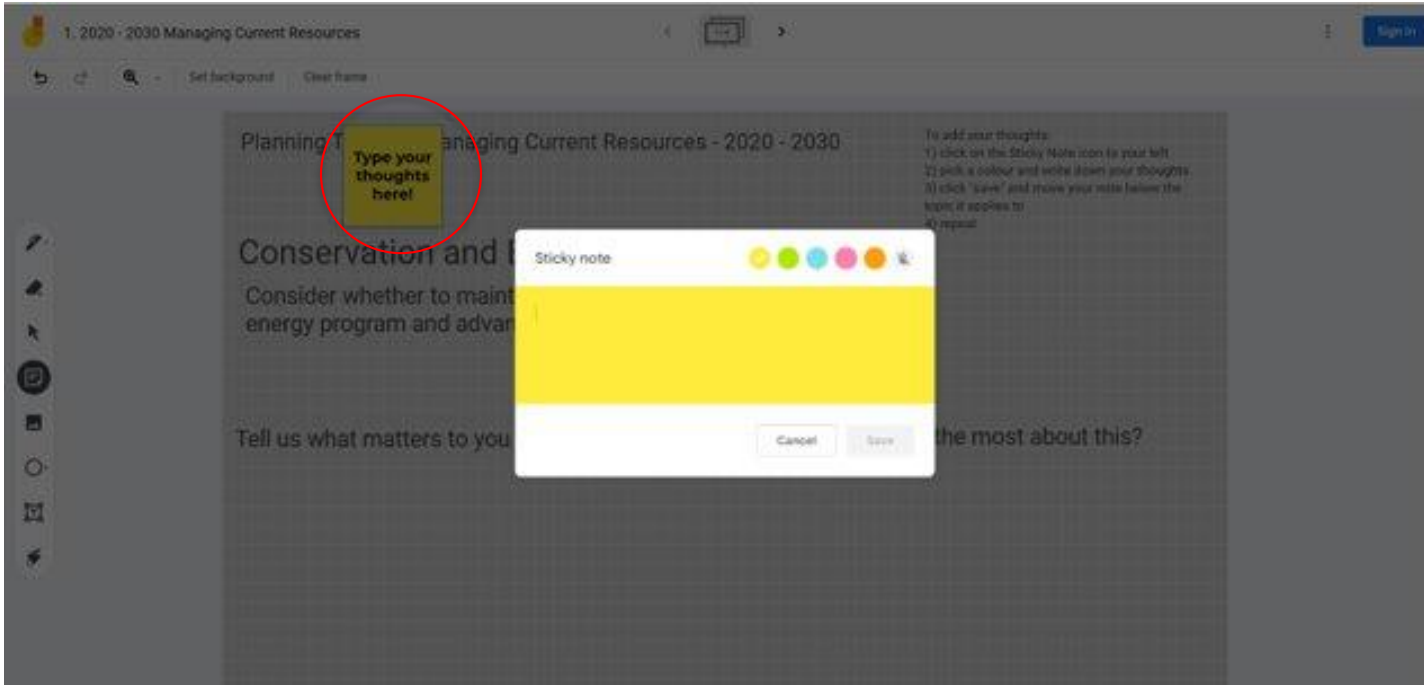 1. 2020 - 2030 Managing Current Resources
Sign in
Set background
Clear frame
Planning T anaging Current Resources - 2020 - 2030
Type your
thoughts
here!
To add your thoughts:
1) click on the Sticky Note icon to your left
2) pick a colour and write down your thoughts
3) click "save" and move your note below the
topic it applies to
4) repeat
Conservation and
Consider whether to maint
energy program and advan
Sticky note
Cancel
Save
Tell us what matters to you
the most about this?